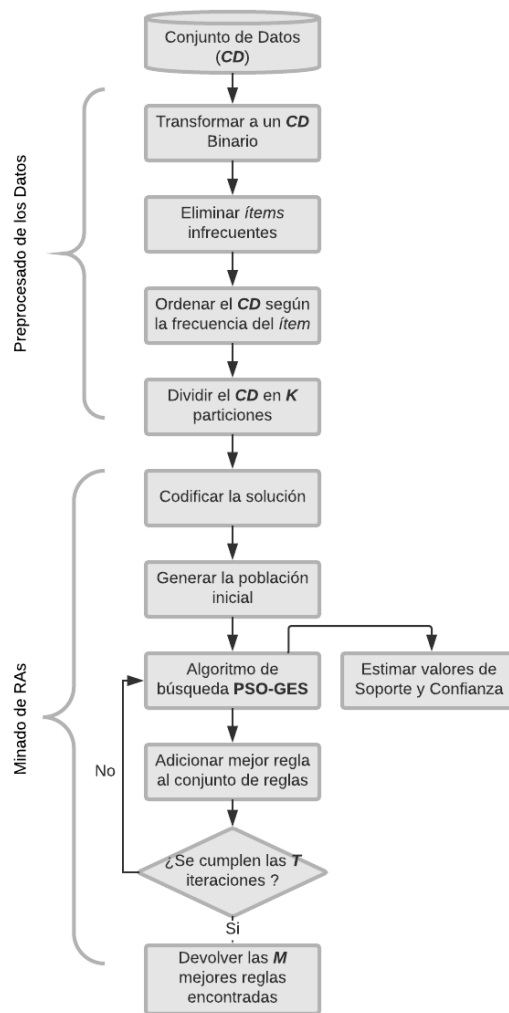 Conjunto de Datos
(CD)
Preprocesado de los Datos
Transformar a un CD
Binario
Eliminar ítems
infrecuentes
Ordenar el CD según
la frecuencia del ítem
Dividir el CD en K
particiones
Minado de RAs
Codificar la solución
Generar la población
inicial
Algoritmo de
búsqueda PSO-GES
Estimar valores de
Soporte y Confianza
Adicionar mejor regla
al conjunto de reglas
No
¿Se cumplen las T
iteraciones ?
Si
Devolver las M
mejores reglas
encontradas